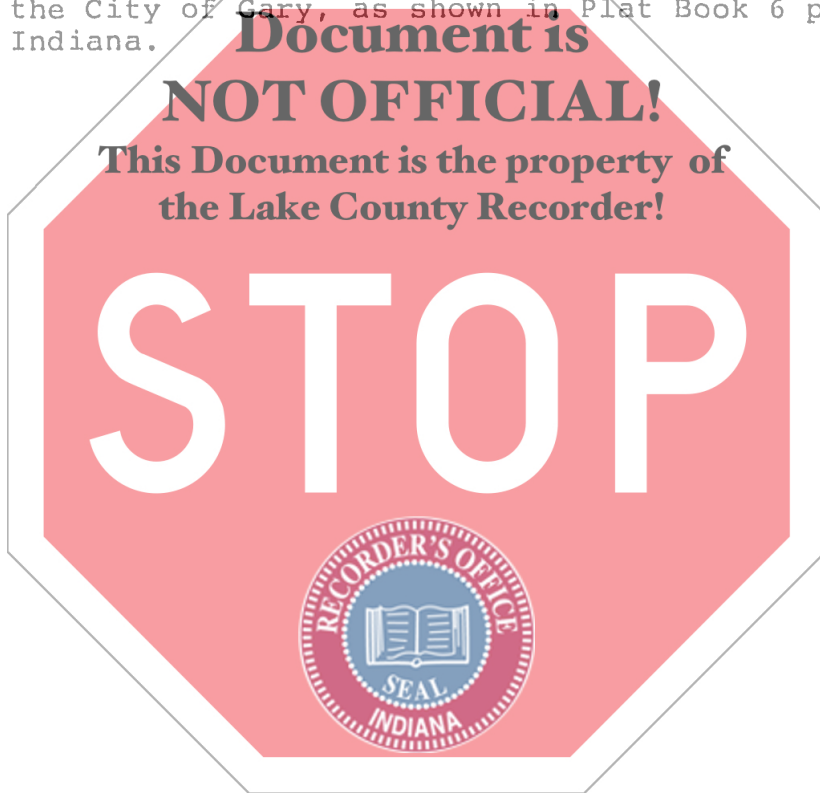 the City of Gary, as shown in Plat Book 6 p
Indiana.
Document is
NOT OFFICIAL!
This Document is the property of
the Lake County Recorder!
STOP
RECORDER'S OFFICE
SEAL
INDIANA